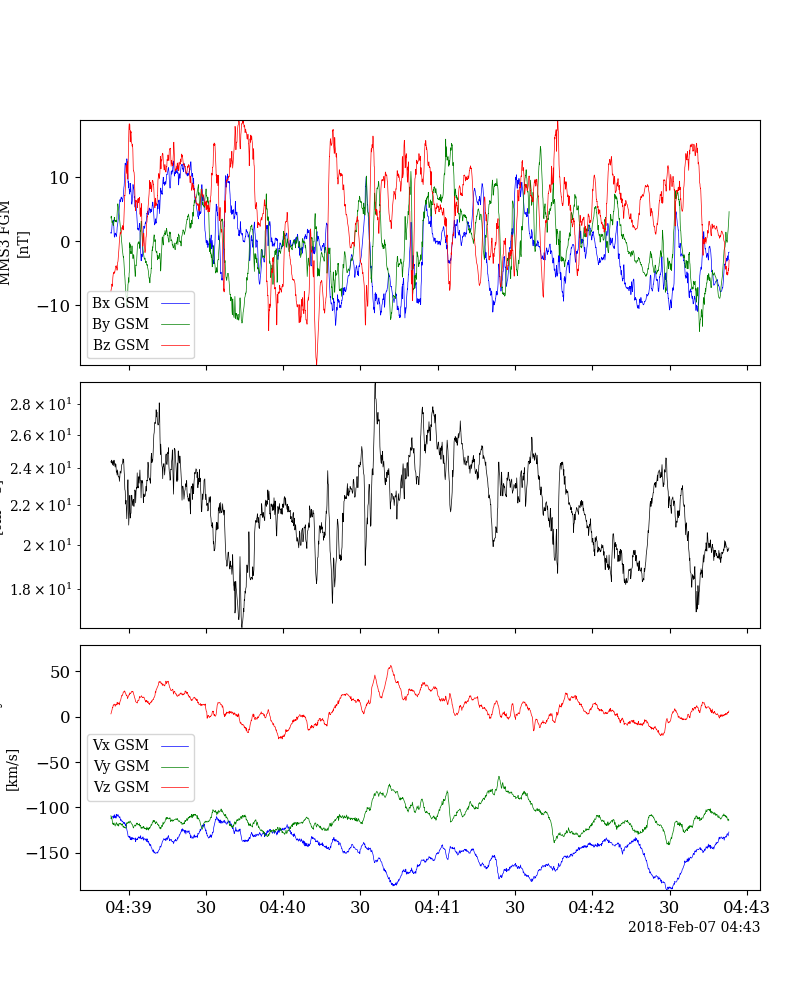 10
0
−10
MMS3 FGM
[nT]
Bx GSM
By GSM
Bz GSM
2.8 × 10¹
2.6 × 10¹
2.4 × 10¹
2.2 × 10¹
2 × 10¹
1.8 × 10¹
50
0
−50
−100
−150
[km/s]
Vx GSM
Vy GSM
Vz GSM
04:39 30 04:40 30 04:41 30 04:42 30 04:43
2018-Feb-07 04:43